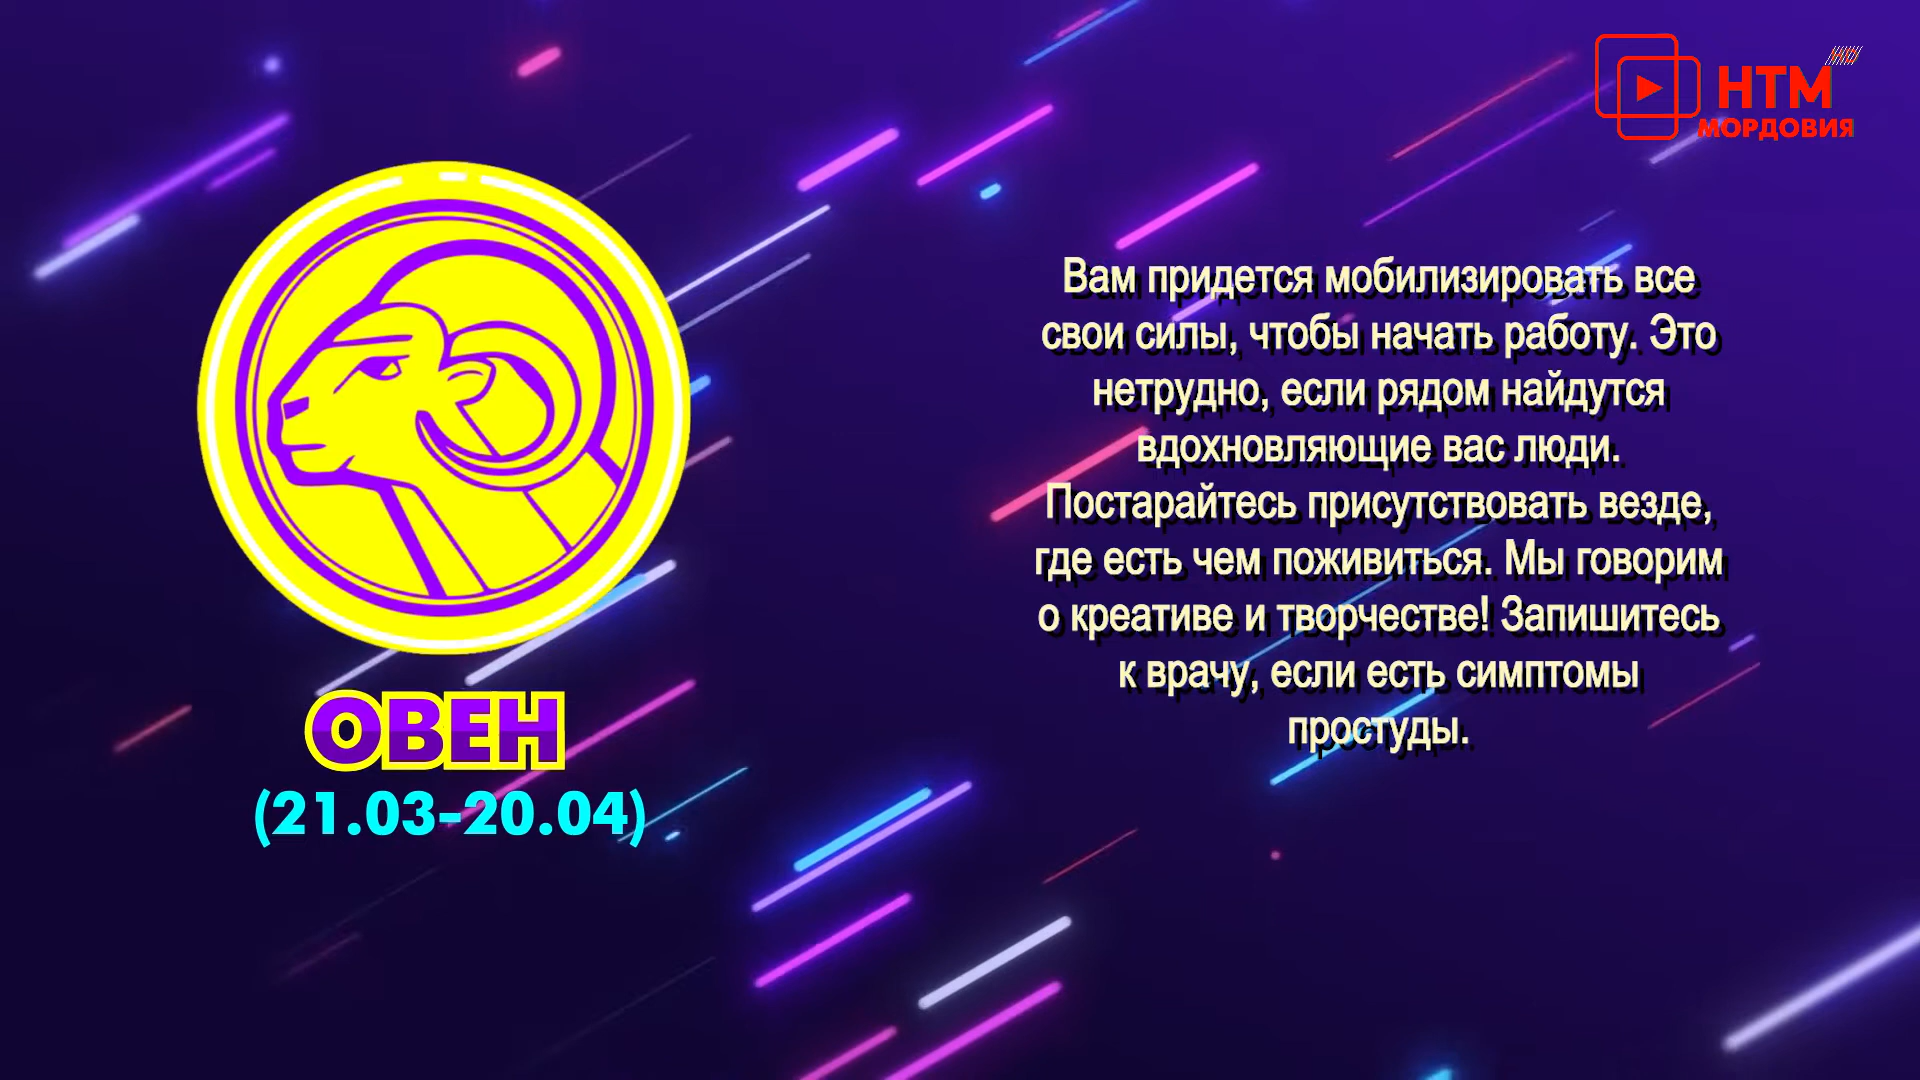 НТМ
МОРДОВИЯ
Вам придется мобилизировать все
свои силы, чтобы начать работу. Это
нетрудно, если рядом найдутся
вдохновляющие вас люди.
Постарайтесь присутствовать везде,
где есть чем поживиться. Мы говорим
о креативе и творчестве! Запишитесь
к врачу, если есть симптомы
простуды.
ОВЕН
(21.03-20.04)